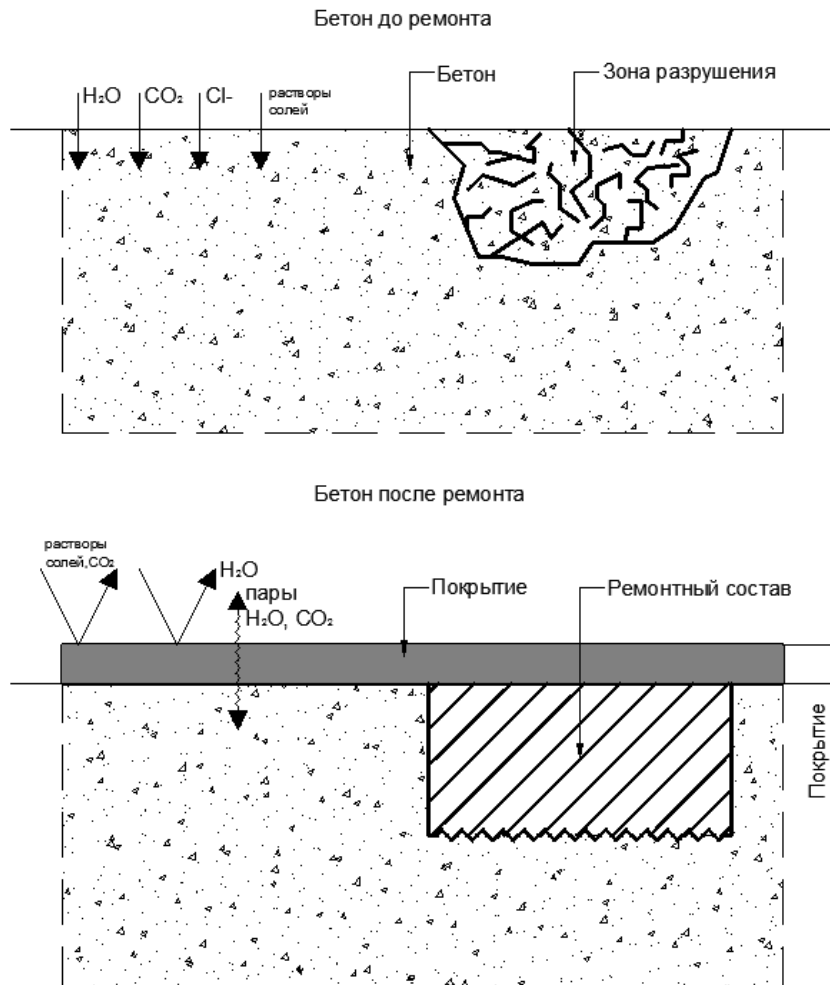 Бетон до ремонта
H₂O
CO₂
Cl-
растворы
солей
Бетон
Зона разрушения
Бетон после ремонта
растворы
солей,CO₂
H₂O
пары
H₂O, CO₂
Покрытие
Ремонтный состав
Покрытие